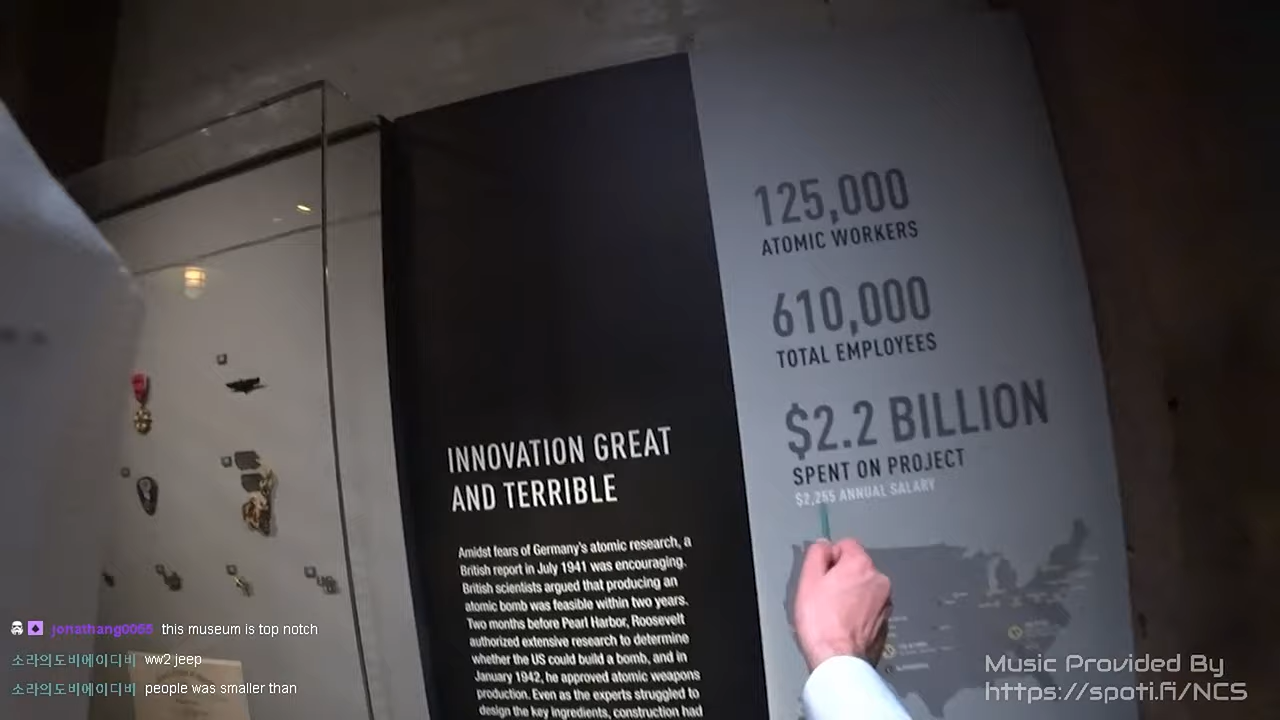 125,000
ATOMIC WORKERS
610,000
TOTAL EMPLOYEES
$2.2 BILLION
SPENT ON PROJECT
$2,265 ANNUAL SALARY
INNOVATION GREAT
AND TERRIBLE
Amidst fears of Germany's atomic research, a
British report in July 1941 was encouraging.
British scientists argued that producing an
atomic bomb was feasible within two years.
Two months before Pearl Harbor, Roosevelt
authorized extensive research to determine
whether the US could build a bomb, and in
January 1942, he approved atomic weapons
production. Even as the experts struggled to
design the key ingredients, construction had
jonathang0065 this museum is top notch
소라의도비에이디비 ww2 jeep
소라의도비에이디비 people was smaller than
Music Provided By
https://spoti.fi/NCS